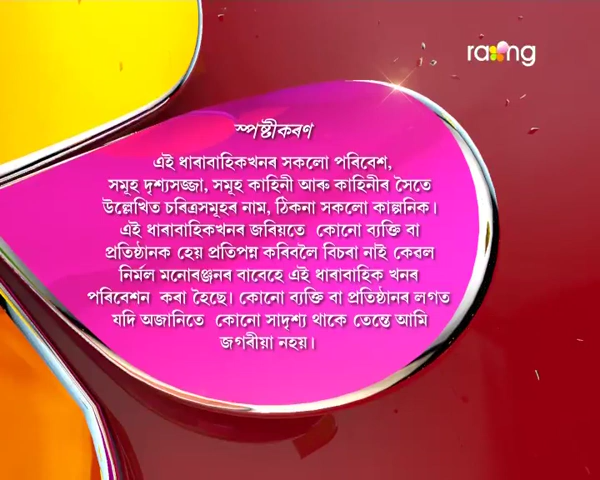 rang
স্পষ্টীকৰণ
এই ধাৰাবাহিকখনৰ সকলো পৰিবেশ,
সমূহ দৃশ্যসজ্জা, সমূহ কাহিনী আৰু কাহিনীৰ সৈতে
উল্লেখিত চৰিত্ৰসমূহৰ নাম, ঠিকনা সকলো কাল্পনিক।
এই ধাৰাবাহিকখনৰ জৰিয়তে কোনো ব্যক্তি বা
প্ৰতিষ্ঠানক হেয় প্ৰতিপন্ন কৰিবলৈ বিচৰা নাই কেৱল
নিৰ্মল মনোৰঞ্জনৰ বাবেহে এই ধাৰাবাহিক খনৰ
পৰিবেশন কৰা হৈছে। কোনো ব্যক্তি বা প্ৰতিষ্ঠানৰ লগত
যদি অজানিতে কোনো সাদৃশ্য থাকে তেন্তে আমি
জগৰীয়া নহয়।